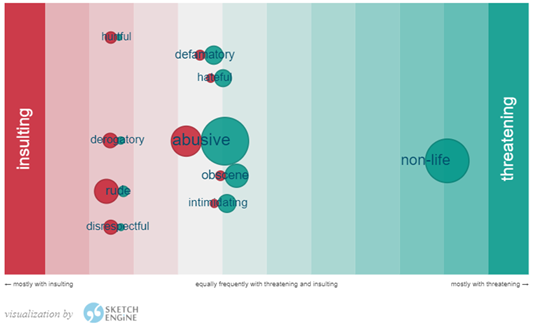 insulting
threatening
hurtful
defamatory
hateful
derogatory
abusive
non-life
obscene
rude
intimidating
disrespectful
← mostly with insulting
equally frequently with threatening and insulting
mostly with threatening →
visualization by
SKETCH
ENGINE